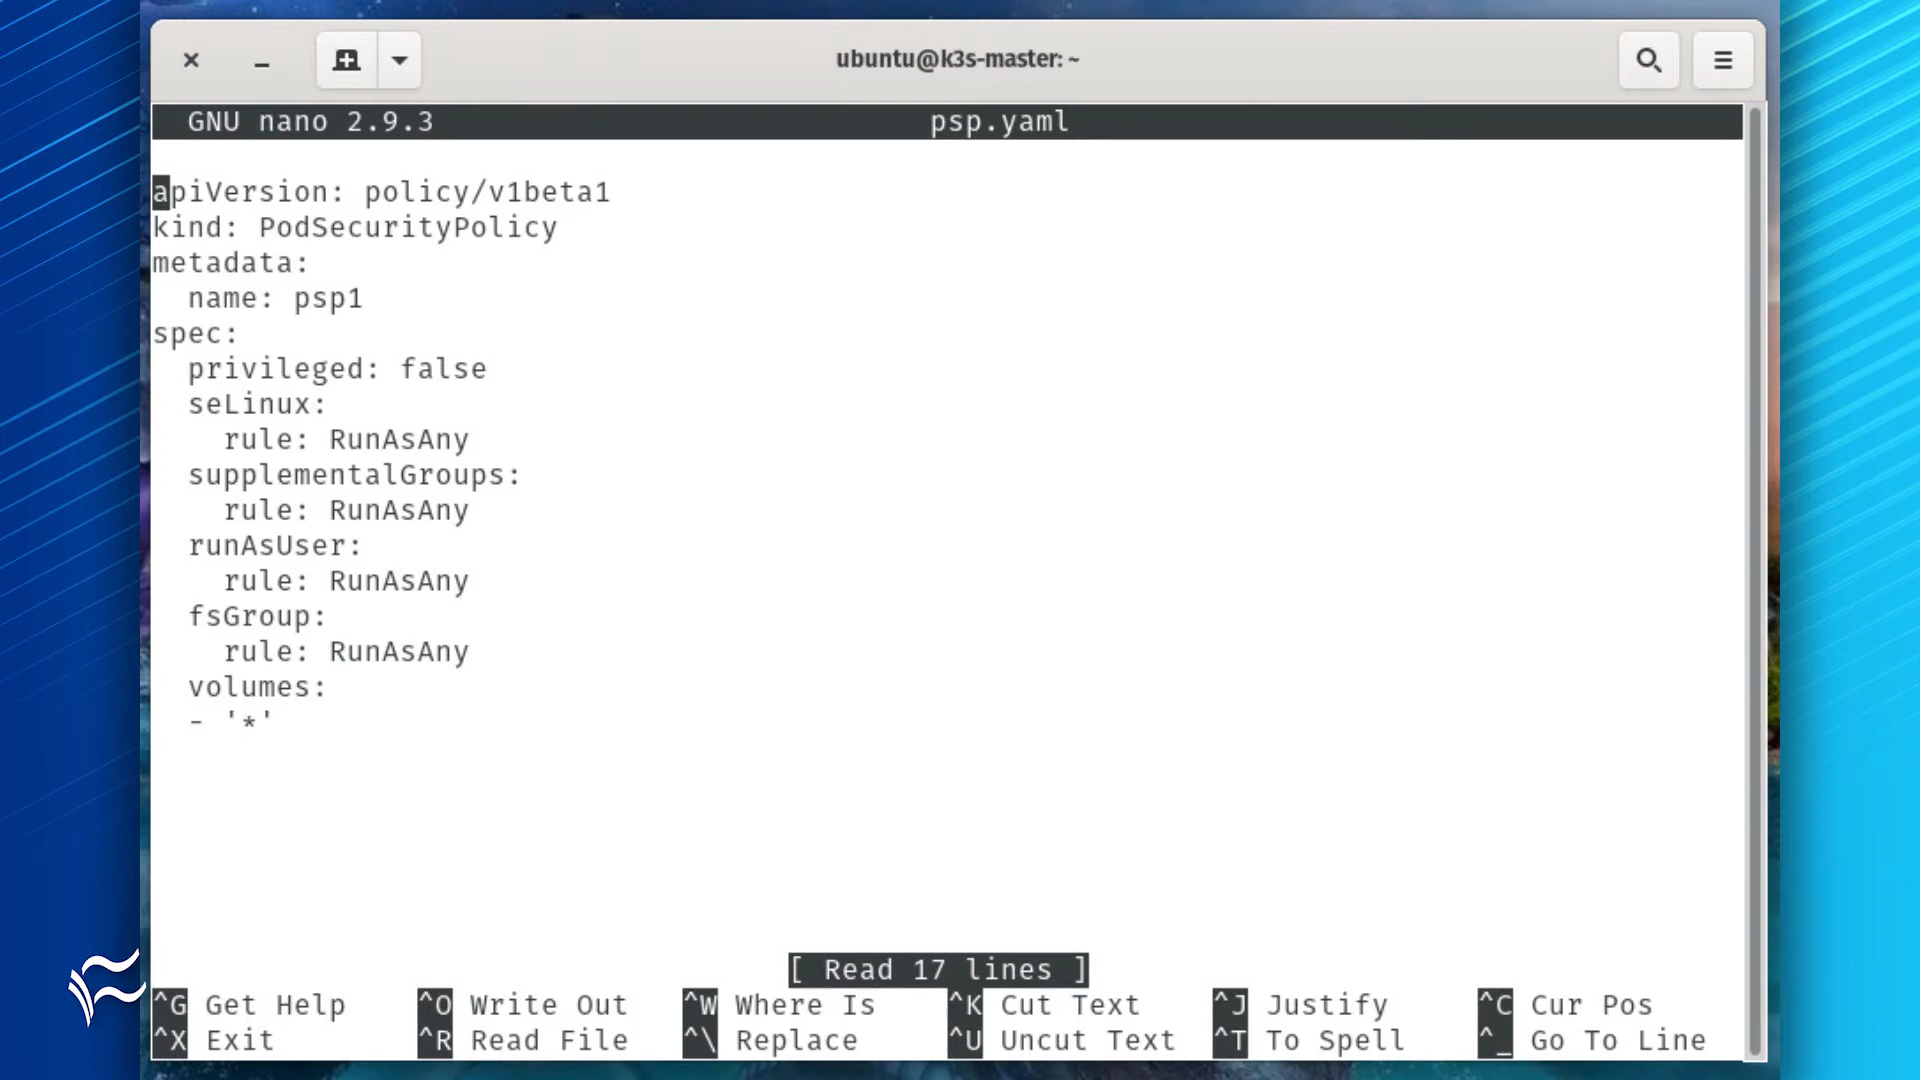 ubuntu@k3s-master: ~
GNU nano 2.9.3 psp.yaml
apiVersion: policy/v1beta1
kind: PodSecurityPolicy
metadata:
  name: psp1
spec:
  privileged: false
  seLinux:
    rule: RunAsAny
  supplementalGroups:
    rule: RunAsAny
  runAsUser:
    rule: RunAsAny
  fsGroup:
    rule: RunAsAny
  volumes:
  - '*'
[ Read 17 lines ]
^G Get Help ^O Write Out ^W Where Is ^K Cut Text ^J Justify ^C Cur Pos
^X Exit ^R Read File ^\ Replace ^U Uncut Text ^T To Spell ^_ Go To Line